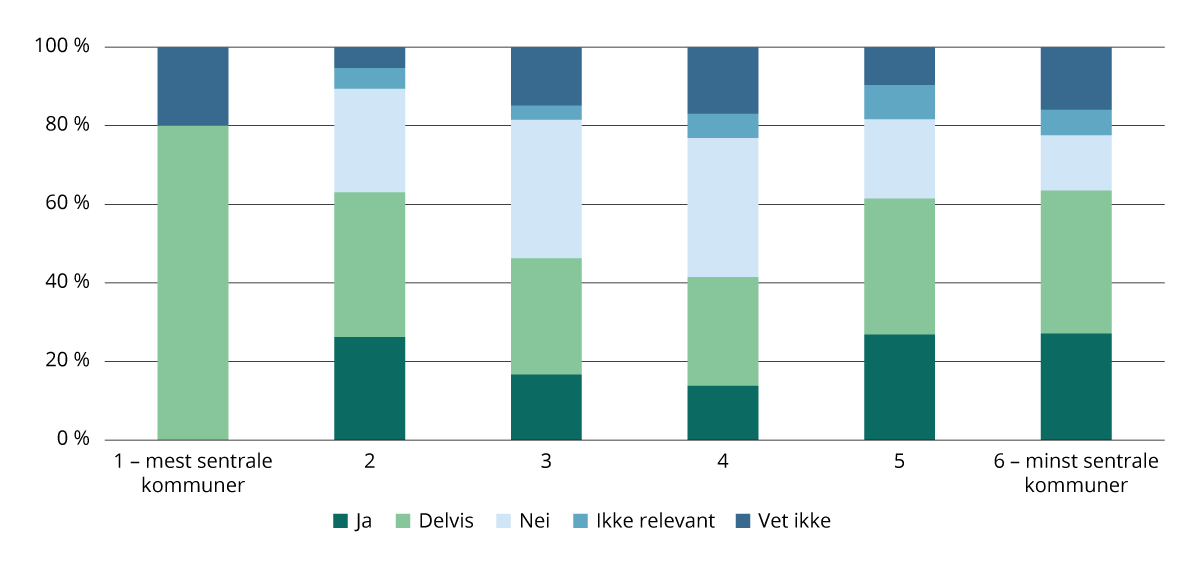 100 %
80 %
60 %
40 %
20 %
0 %
1 – mest sentrale
kommuner
2
3
4
5
6 – minst sentrale
kommuner
Ja
Delvis
Nei
Ikke relevant
Vet ikke